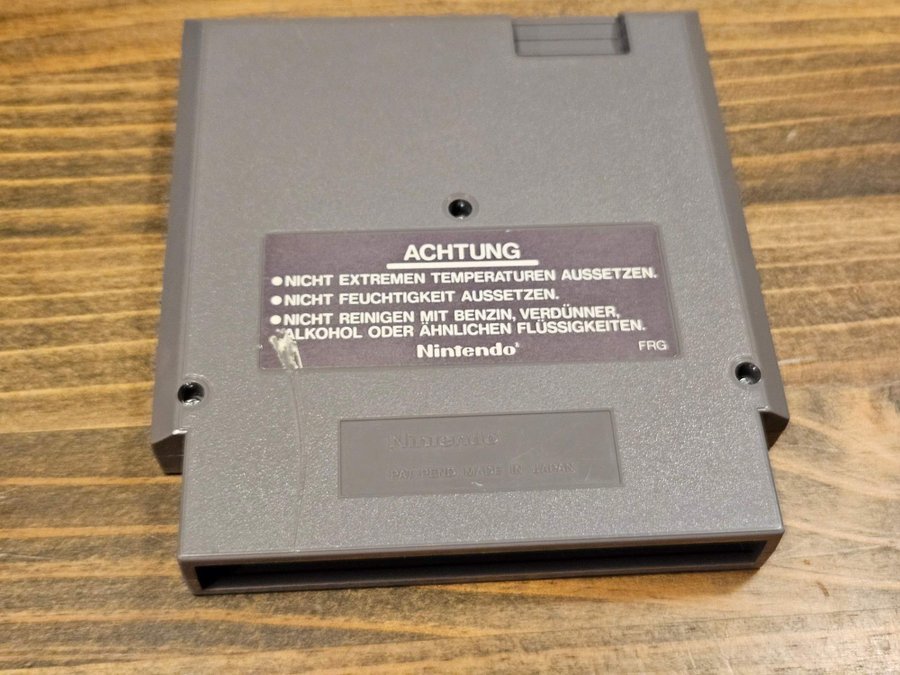 ACHTUNG
●NICHT EXTREMEN TEMPERATUREN AUSSETZEN.
●NICHT FEUCHTIGKEIT AUSSETZEN.
●NICHT REINIGEN MIT BENZIN, VERDÜNNER,
ALKOHOL ODER ÄHNLICHEN FLÜSSIGKEITEN.
Nintendo®
FRG
Nintendo
PAT. PEND. MADE IN JAPAN